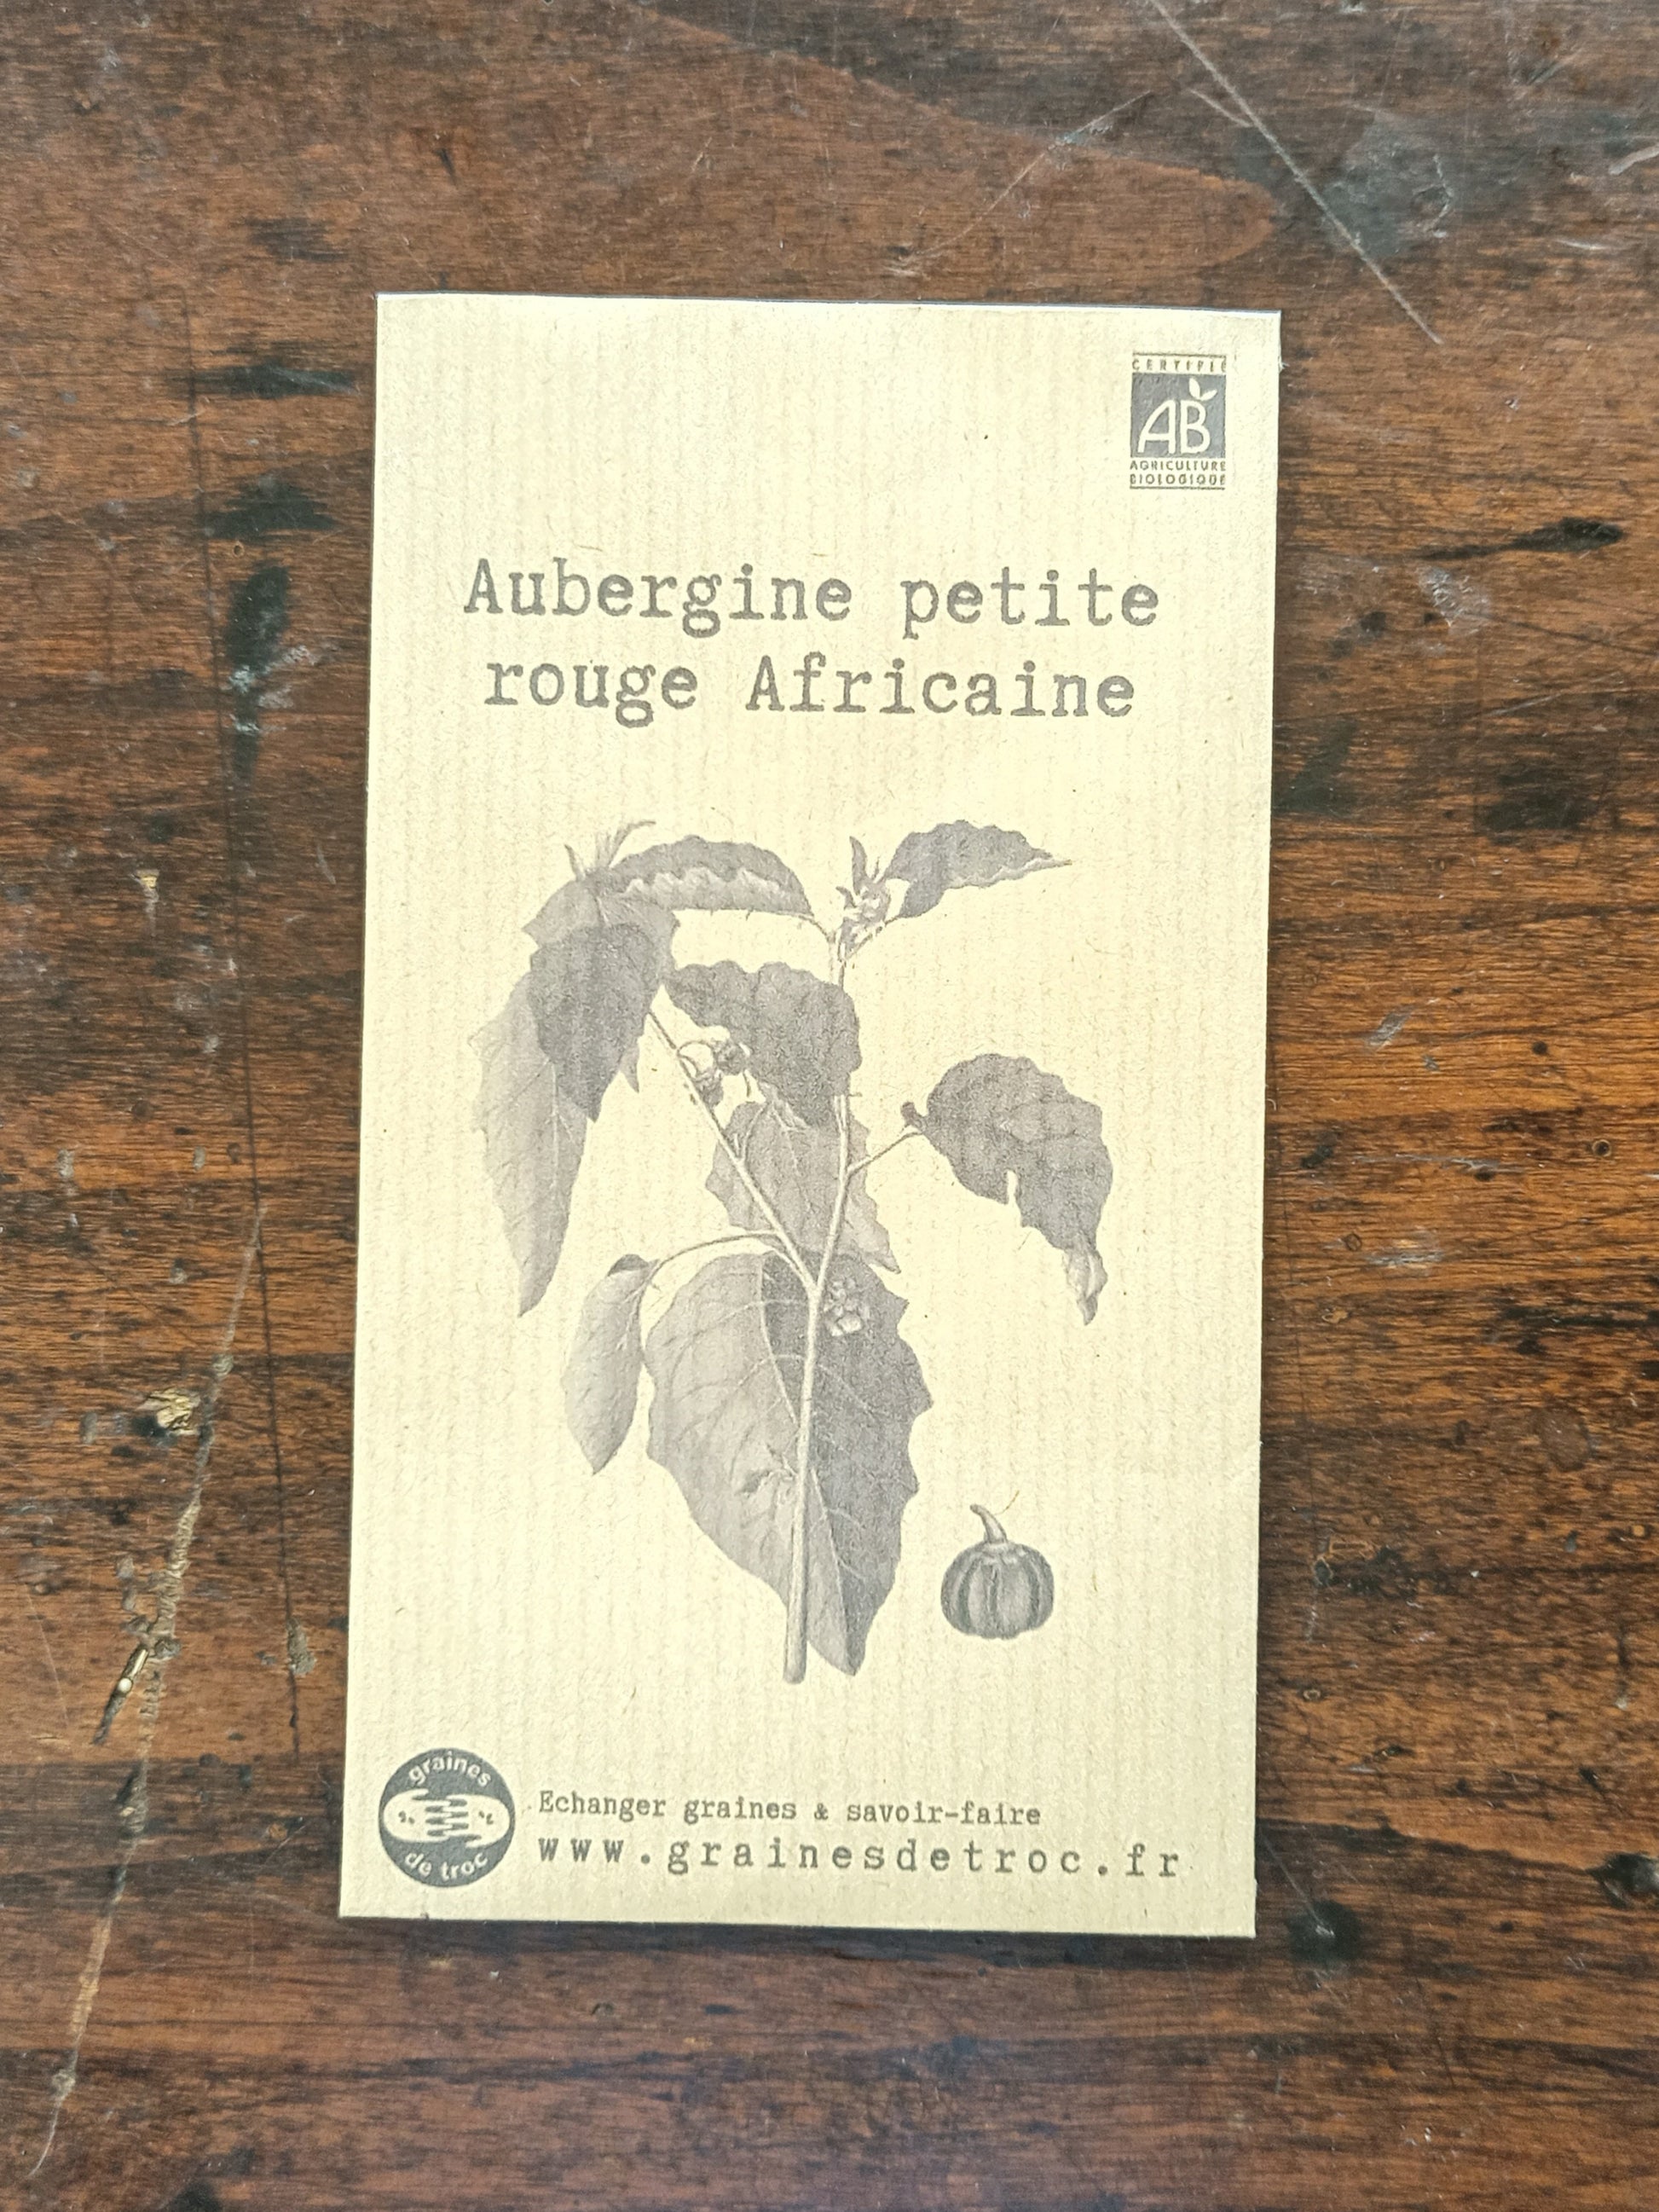 CERTIFIÉ
AB
AGRICULTURE
BIOLOGIQUE
Aubergine petite
rouge Africaine
graines
de troc
Echanger graines & savoir-faire
www.grainesdetroc.fr